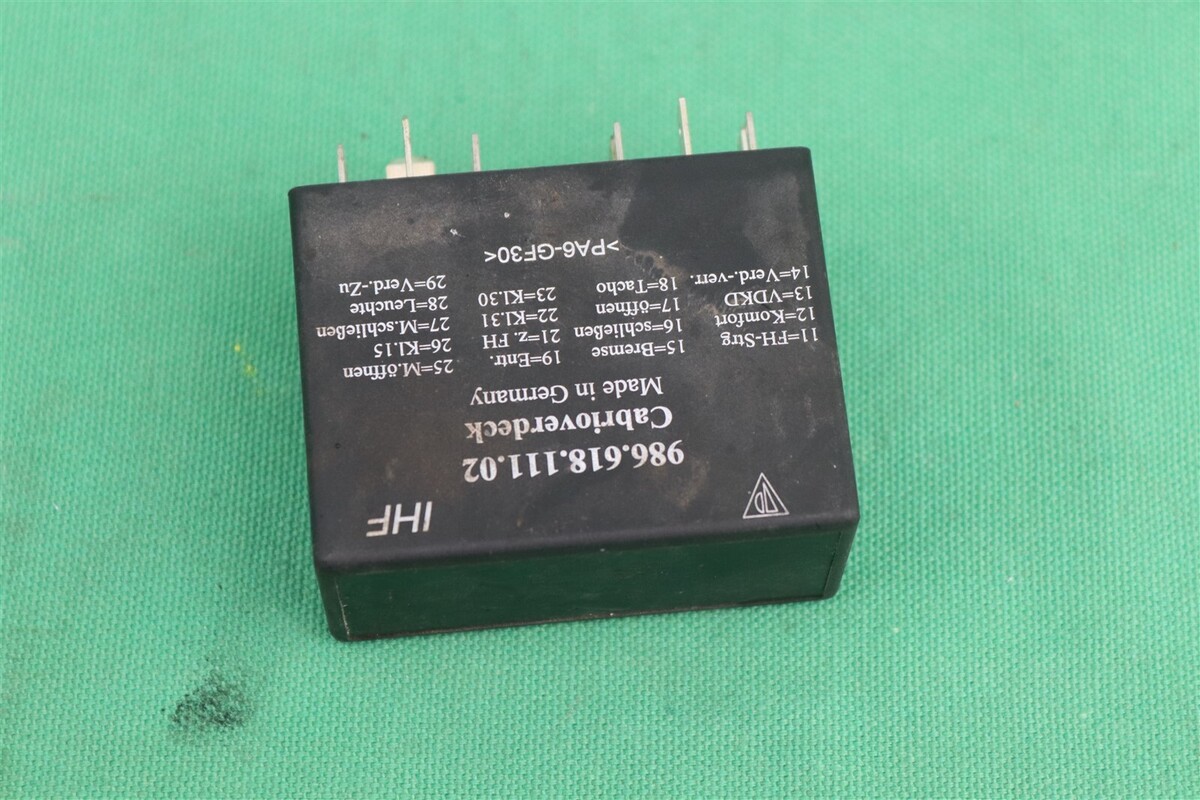 IHF
986.618.111.02
Cabrioverdeck
Made in Germany
11=FH-Strg 15=Bremse 19=Entr. 25=M.öffnen
12=Komfort 16=schließen 21=z. FH 26=Kl.15
13=VDKD 17=öffnen 22=Kl.31 27=M.schließen
14=Verd.-verr. 18=Tacho 23=Kl.30 28=Leuchte
29=Verd.-Zu
>PA6-GF30<